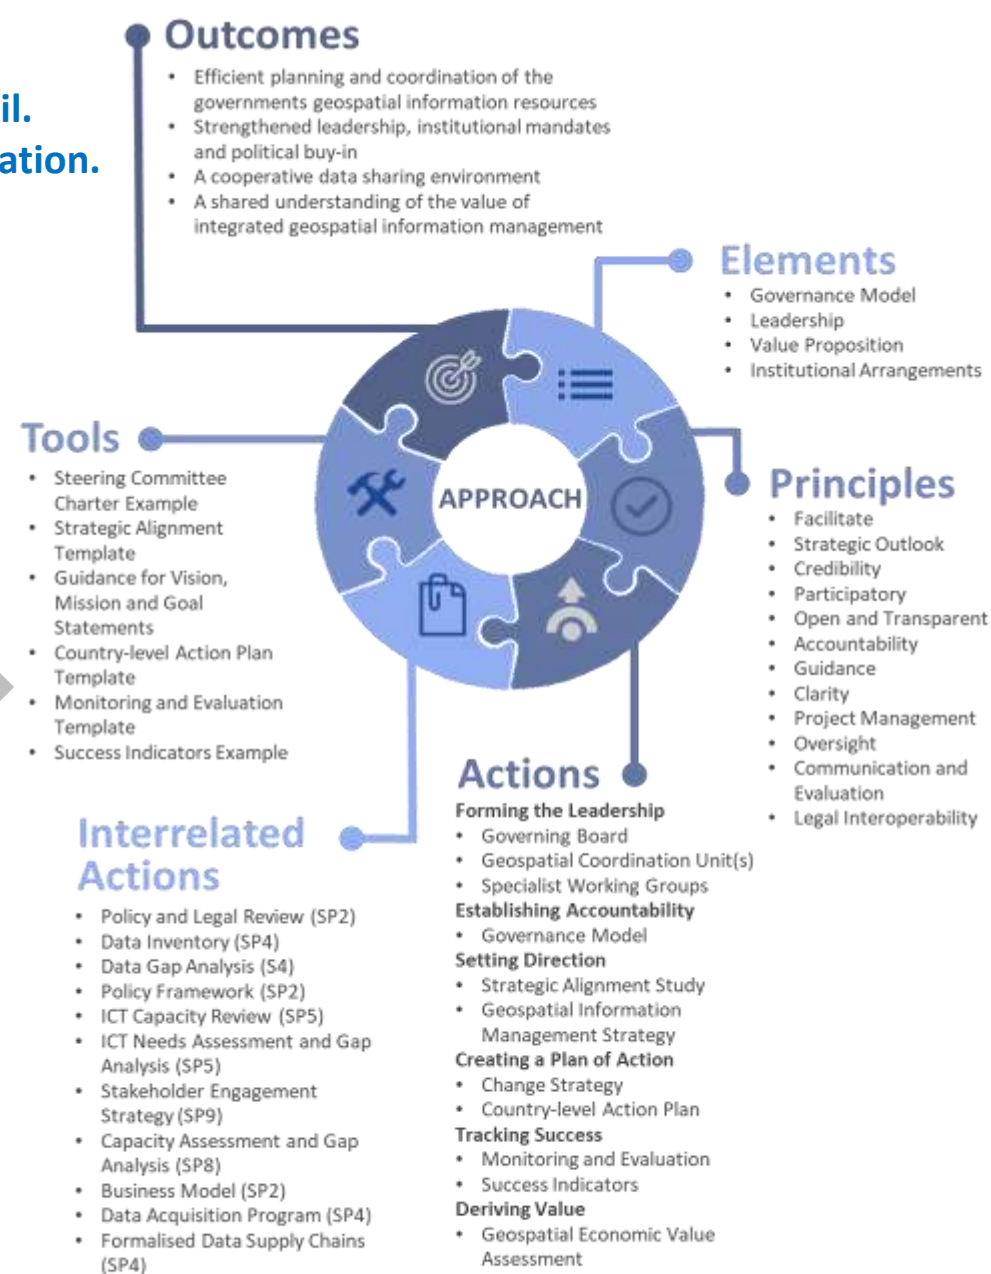 il.
ation.
Outcomes
• Efficient planning and coordination of the
governments geospatial information resources
• Strengthened leadership, institutional mandates
and political buy-in
• A cooperative data sharing environment
• A shared understanding of the value of
integrated geospatial information management
Elements
• Governance Model
• Leadership
• Value Proposition
• Institutional Arrangements
Tools
• Steering Committee
Charter Example
• Strategic Alignment
Template
• Guidance for Vision,
Mission and Goal
Statements
• Country-level Action Plan
Template
• Monitoring and Evaluation
Template
• Success Indicators Example
APPROACH
Principles
• Facilitate
• Strategic Outlook
• Credibility
• Participatory
• Open and Transparent
• Accountability
• Guidance
• Clarity
• Project Management
• Oversight
• Communication and
Evaluation
• Legal Interoperability
Interrelated
Actions
• Policy and Legal Review (SP2)
• Data Inventory (SP4)
• Data Gap Analysis (S4)
• Policy Framework (SP2)
• ICT Capacity Review (SP5)
• ICT Needs Assessment and Gap
Analysis (SP5)
• Stakeholder Engagement
Strategy (SP9)
• Capacity Assessment and Gap
Analysis (SP8)
• Business Model (SP2)
• Data Acquisition Program (SP4)
• Formalised Data Supply Chains
(SP4)
Actions
Forming the Leadership
• Governing Board
• Geospatial Coordination Unit(s)
• Specialist Working Groups
Establishing Accountability
• Governance Model
Setting Direction
• Strategic Alignment Study
• Geospatial Information
Management Strategy
Creating a Plan of Action
• Change Strategy
• Country-level Action Plan
Tracking Success
• Monitoring and Evaluation
• Success Indicators
Deriving Value
• Geospatial Economic Value
Assessment